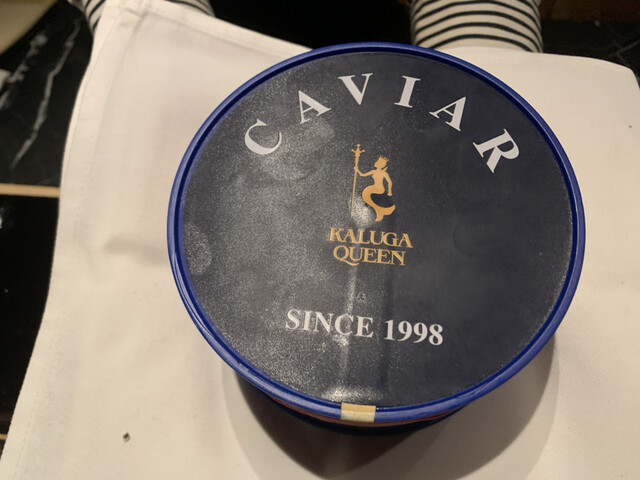 CAVIAR
KALUGA
QUEEN
SINCE 1998